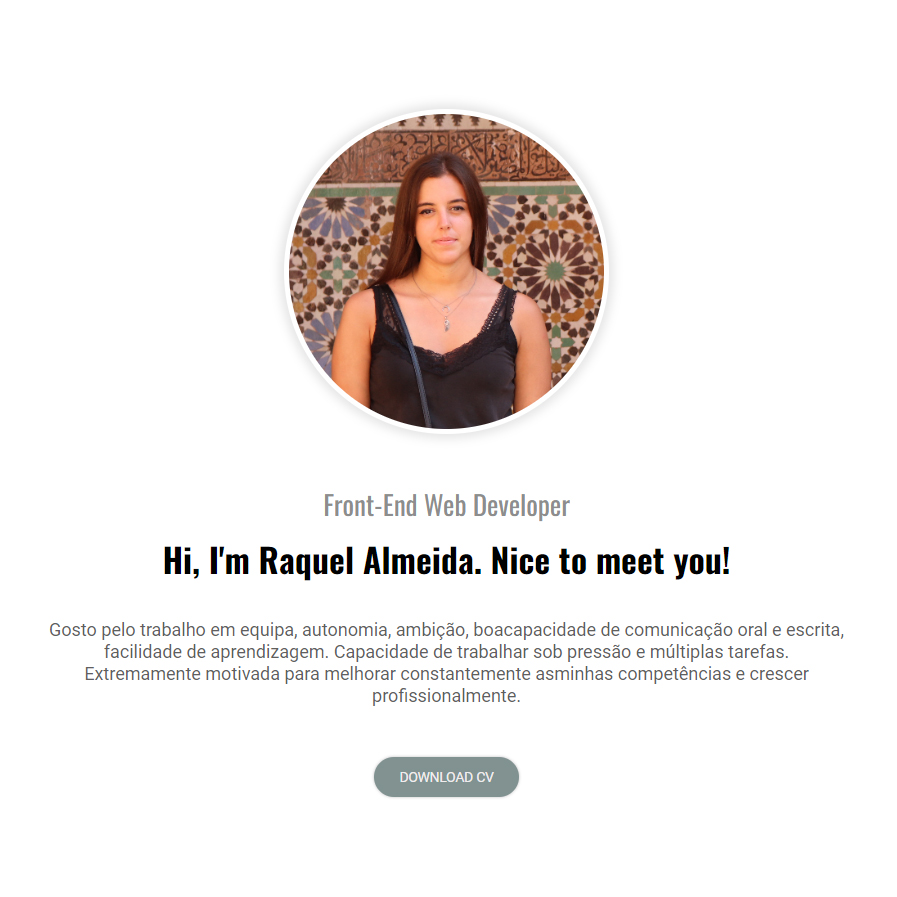 Front-End Web Developer
Hi, I'm Raquel Almeida. Nice to meet you!
Gosto pelo trabalho em equipa, autonomia, ambição, boacapacidade de comunicação oral e escrita,
facilidade de aprendizagem. Capacidade de trabalhar sob pressão e múltiplas tarefas.
Extremamente motivada para melhorar constantemente asminhas competências e crescer
profissionalmente.
DOWNLOAD CV